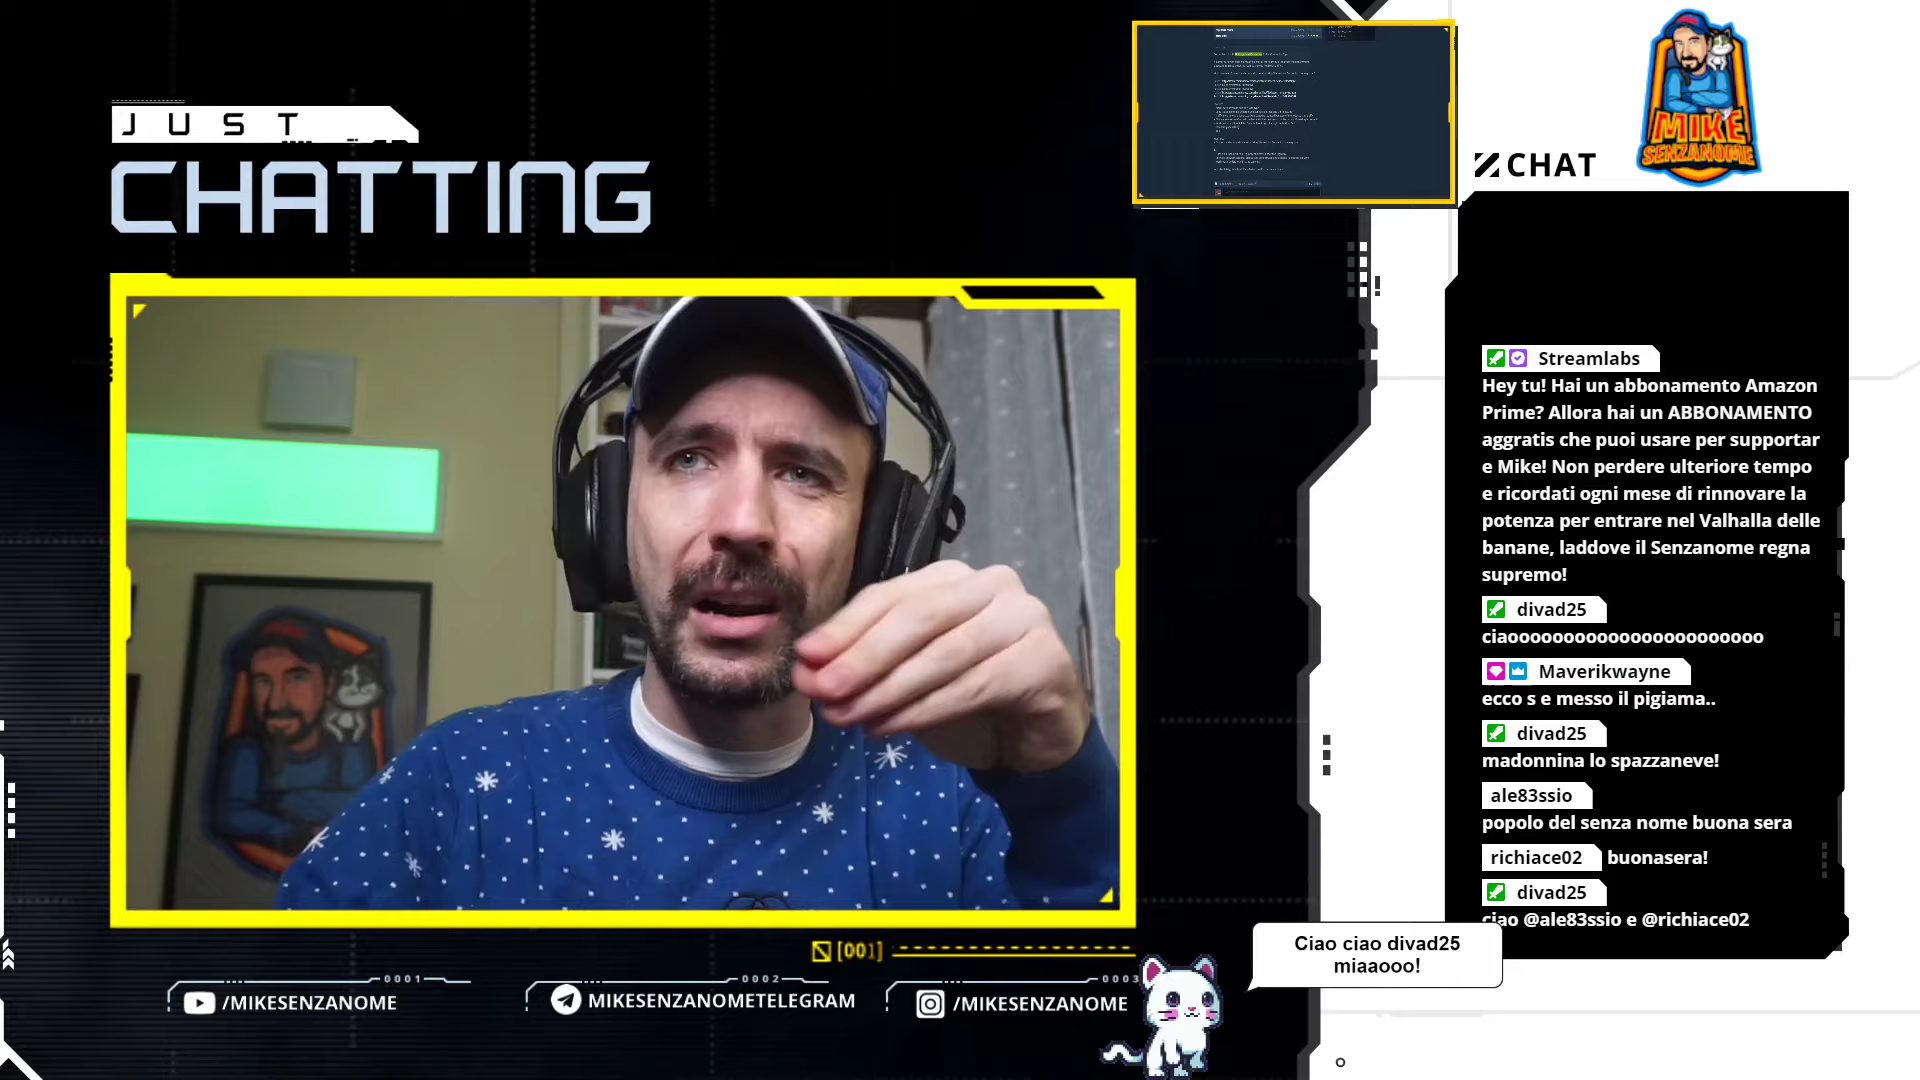 JUST
CHATTING
MIKE
SENZANOME
CHAT
Streamlabs
Hey tu! Hai un abbonamento Amazon
Prime? Allora hai un ABBONAMENTO
aggratis che puoi usare per supportar
e Mike! Non perdere ulteriore tempo
e ricordati ogni mese di rinnovare la
potenza per entrare nel Valhalla delle
banane, laddove il Senzanome regna
supremo!
divad25
ciaooooooooooooooooooooooo
Maverikwayne
ecco s e messo il pigiama..
divad25
madonnina lo spazzaneve!
ale83ssio
popolo del senza nome buona sera
richiace02 buonasera!
divad25
ciao @ale83ssio e @richiace02
Ciao ciao divad25
miaaooo!
[001]
0001
/MIKESENZANOME
0002
MIKESENZANOMETELEGRAM
0003
/MIKESENZANOME